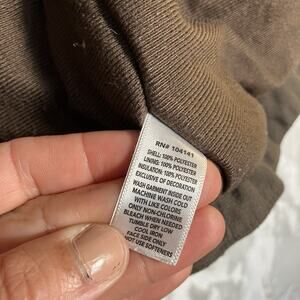 RN# 104141
SHELL: 100% POLYESTER
LINING: 100% POLYESTER
INSULATION: 100% POLYESTER
EXCLUSIVE OF DECORATION
WASH GARMENT INSIDE OUT
MACHINE WASH COLD
WITH LIKE COLORS
ONLY NON-CHLORINE
BLEACH WHEN NEEDED
TUMBLE DRY LOW
COOL IRON
FACE SIDE ONLY
NOT USE SOFTENERS